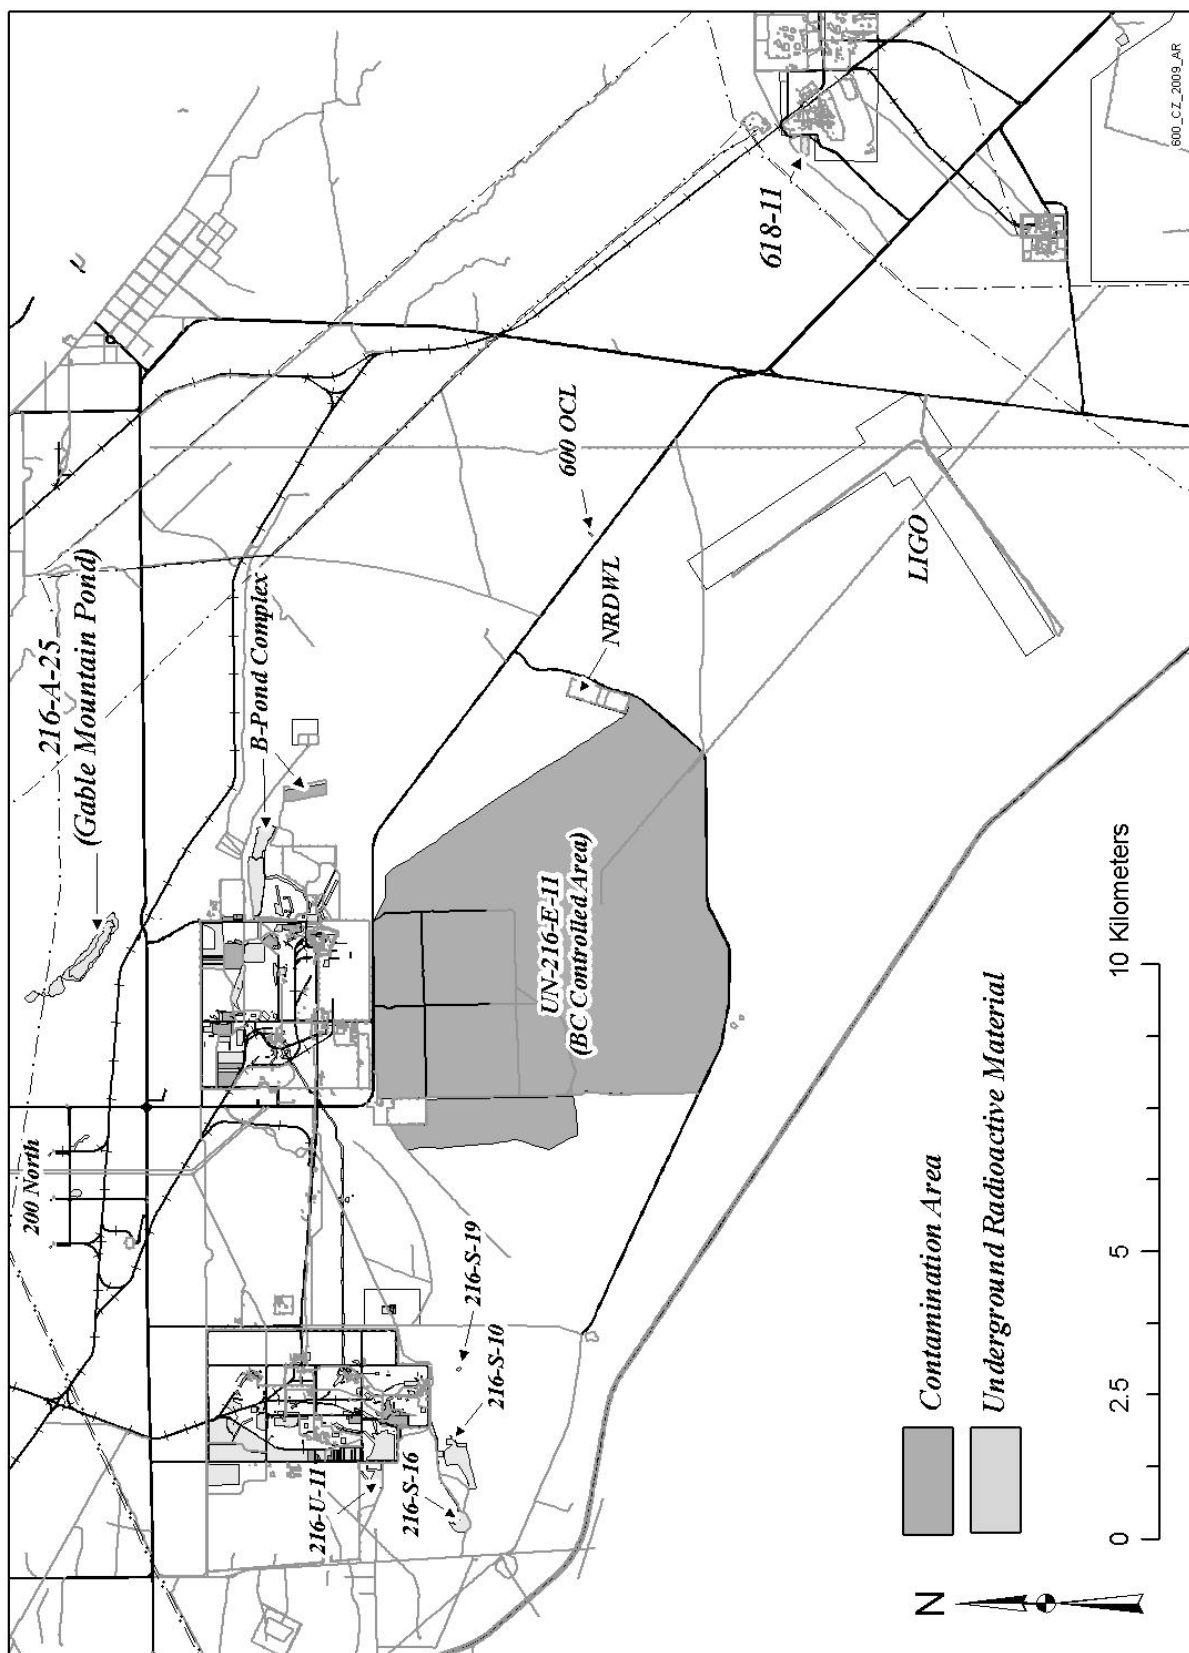 200 North
216-A-25
(Gable Mountain Pond)
B-Pond Complex
600 OCL
NRDWL
618-11
UN-216-E-11
(BC Controlled Area)
LIGO
216-U-11
216-S-16
216-S-10
216-S-19
N
Contamination Area
Underground Radioactive Material
0 2.5 5 10 Kilometers
600_CZ_2009_AR